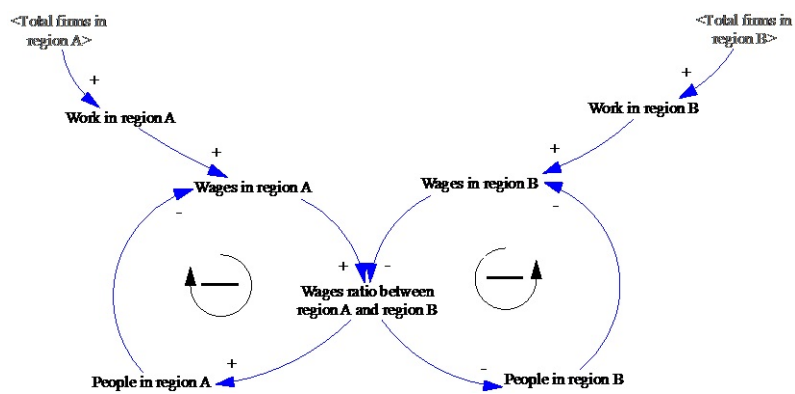 <Total firms in
region A>
<Total firms in
region B>
+
+
Work in region A
Work in region B
+
+
Wages in region A
Wages in region B
-
-
+
-
Wages ratio between
region A and region B
+
-
People in region A
People in region B